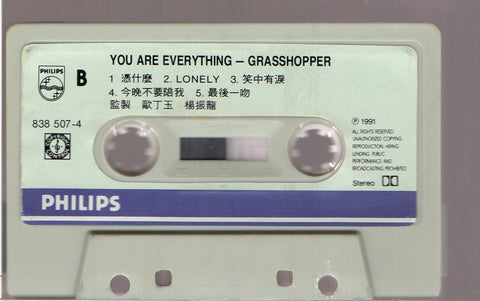 YOU ARE EVERYTHING – GRASSHOPPER
PHILIPS
B
1 憑什麼 2. LONELY 3. 笑中有淚
4. 今晚不要陪我 5. 最後一吻
監製 歐丁玉 楊振龍
838 507-4
Ⓟ 1991
ALL RIGHTS RESERVED
UNAUTHORIZED COPYING
REPRODUCTION, HIRING
LENDING, PUBLIC
PERFORMANCE AND
BROADCASTING PROHIBITED
Stereo
PHILIPS